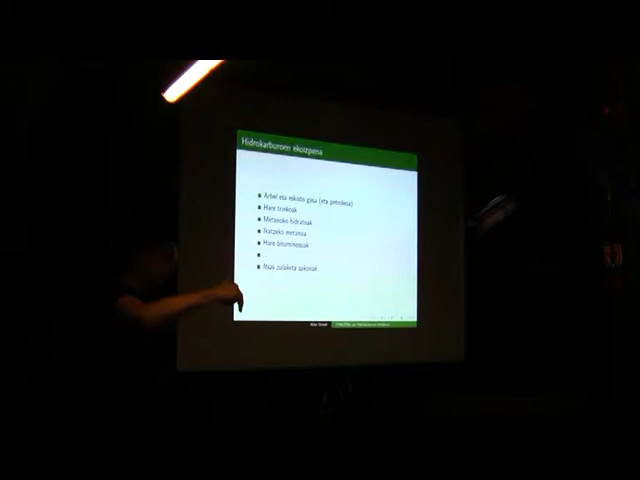 Hidrokarburoen ekoizpena
Arbel eta eskisto gasa (eta petrolioa)
Hare trinkoak
Metanoko hidratoak
Ikatzeko metanoa
Hare bituminosoak
...
Itsas zulaketa sakonak